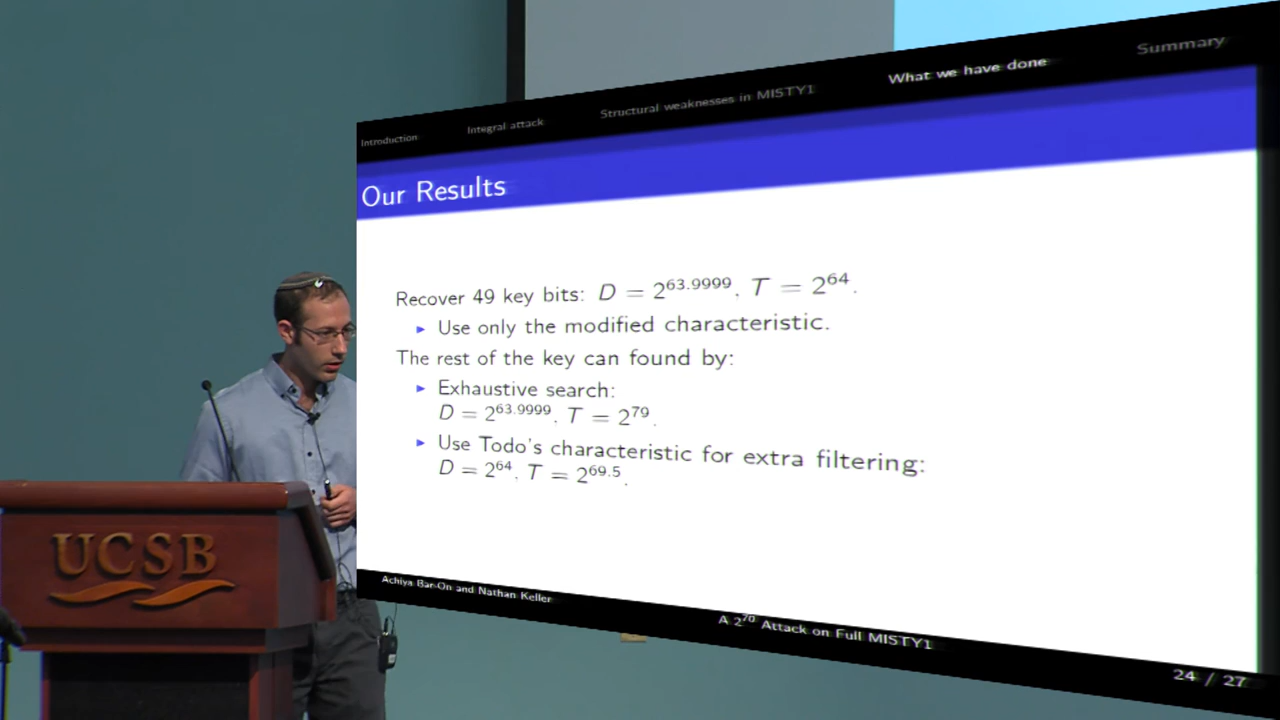 Introduction
Integral attack
Structural weaknesses in MISTY1
What we have done
Summary
Our Results
Recover 49 key bits: D = 2^63.9999, T = 2^64.
▸ Use only the modified characteristic.
The rest of the key can found by:
▸ Exhaustive search:
D = 2^63.9999, T = 2^79.
▸ Use Todo's characteristic for extra filtering:
D = 2^64, T = 2^69.5.
UCSB
Achiya Bar-On and Nathan Keller
A 2^70 Attack on Full MISTY1
24 / 27